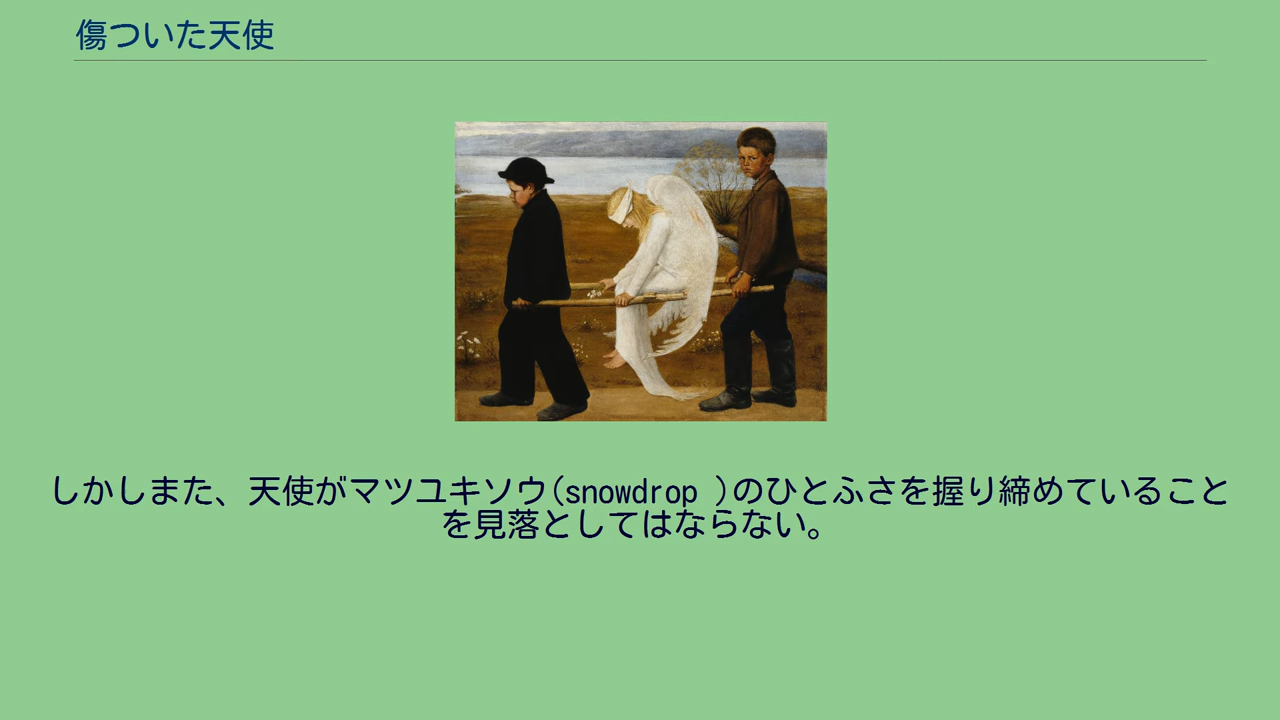 傷ついた天使
しかしまた、天使がマツユキソウ(snowdrop )のひとふさを握り締めていること
を見落としてはならない。